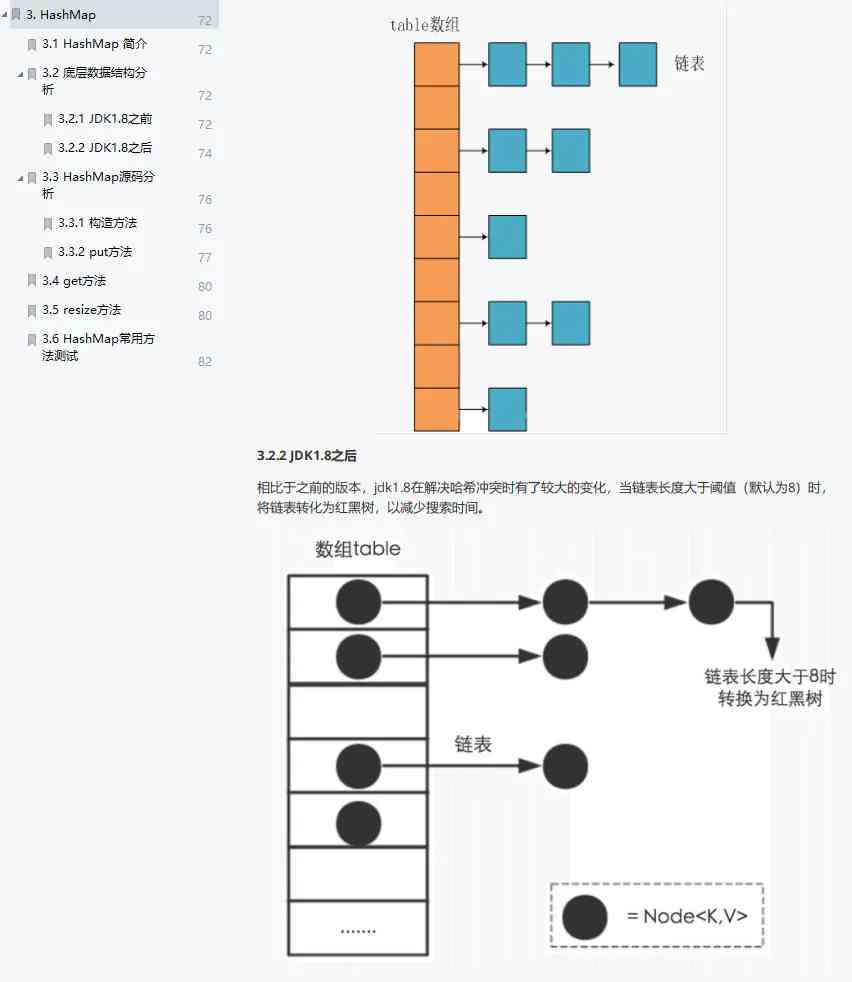 3. HashMap
72
3.1 HashMap 简介
72
3.2 底层数据结构分
析
72
3.2.1 JDK1.8之前
72
3.2.2 JDK1.8之后
74
3.3 HashMap源码分
析
76
3.3.1 构造方法
76
3.3.2 put方法
77
3.4 get方法
80
3.5 resize方法
80
3.6 HashMap常用方
法测试
82
table数组
链表
3.2.2 JDK1.8之后
相比于之前的版本，jdk1.8在解决哈希冲突时有了较大的变化，当链表长度大于阈值（默认为8）时，
将链表转化为红黑树，以减少搜索时间。
数组table
链表长度大于8时
转换为红黑树
链表
.......
= Node<K,V>